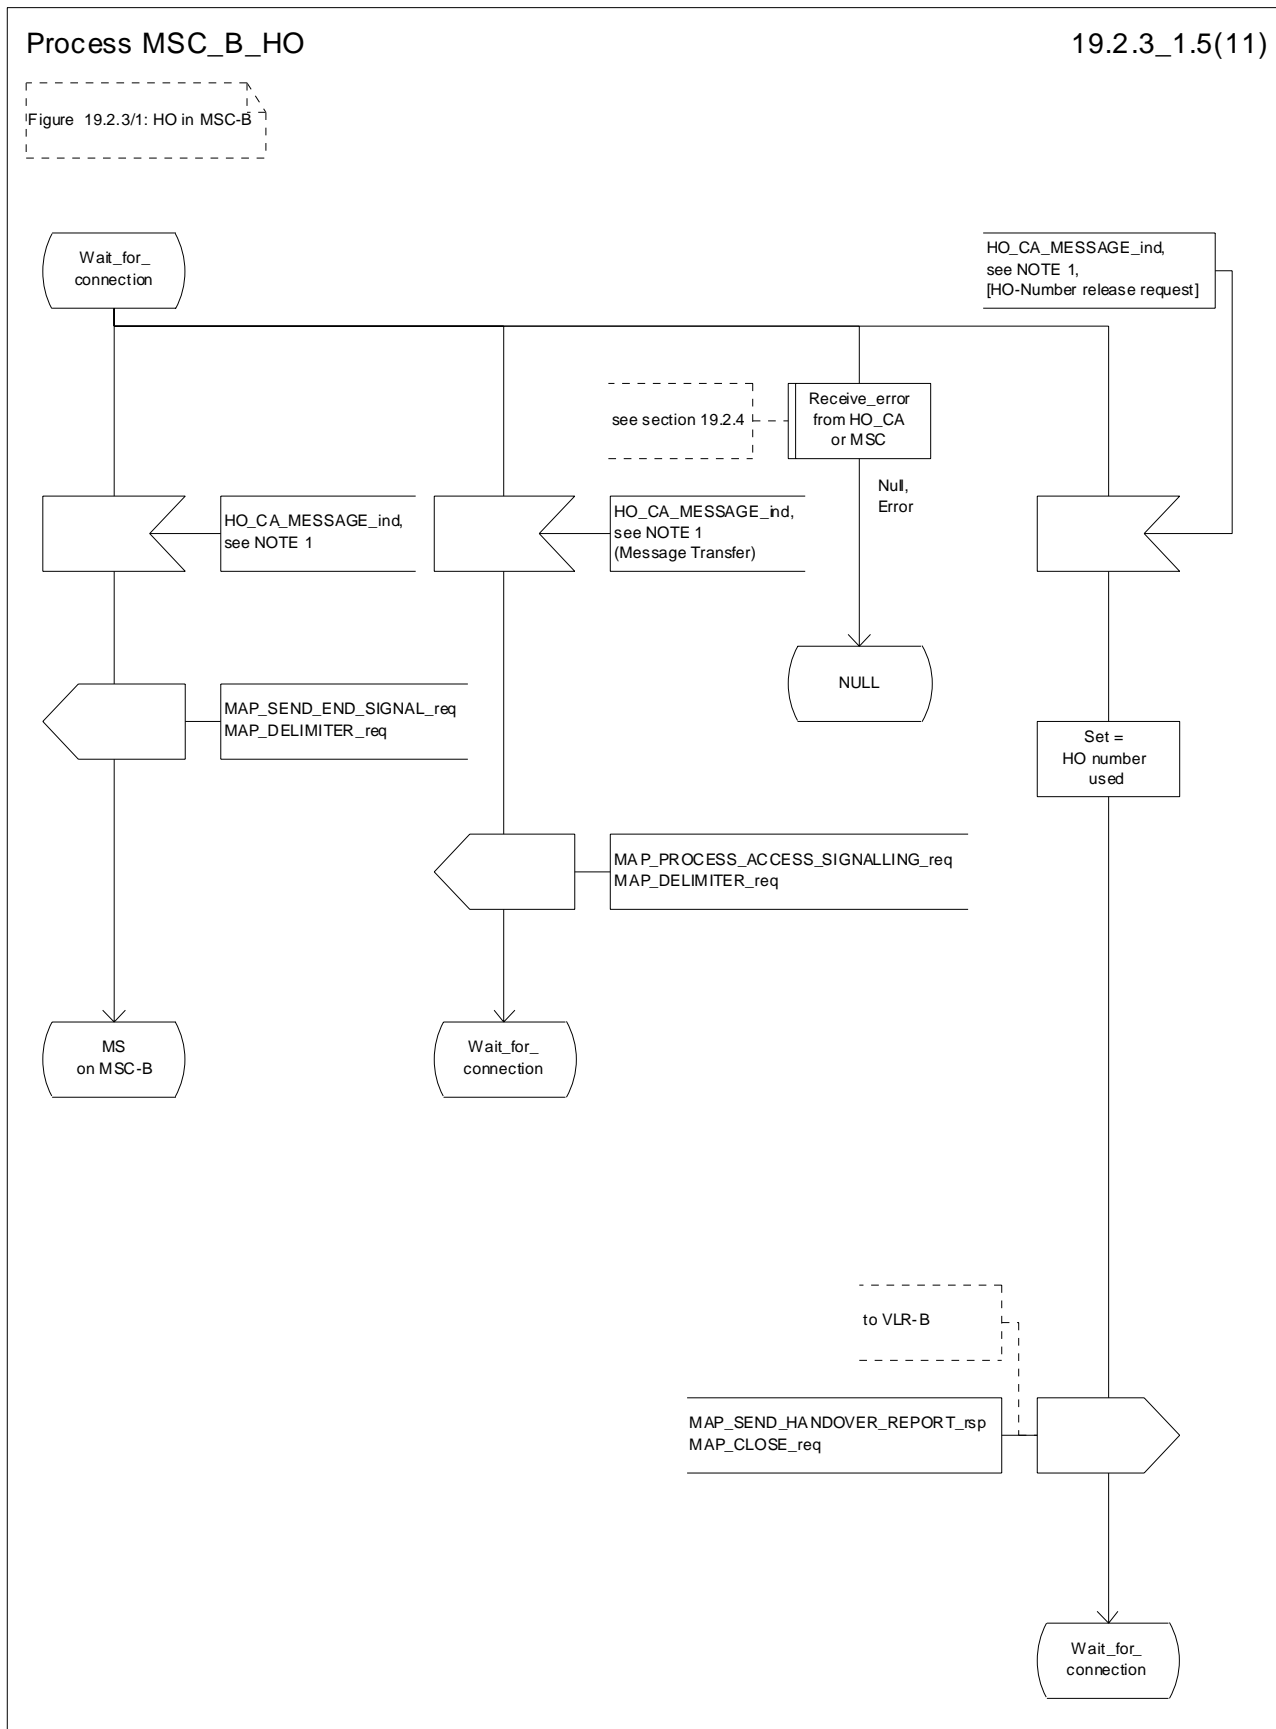 Process MSC_B_HO
19.2.3_1.5(11)
Figure 19.2.3/1: HO in MSC-B
Wait_for_
connection
HO_CA_MESSAGE_ind,
see NOTE 1,
[HO-Number release request]
see section 19.2.4
Receive_error
from HO_CA
or MSC
Null,
Error
HO_CA_MESSAGE_ind,
see NOTE 1
HO_CA_MESSAGE_ind,
see NOTE 1
(Message Transfer)
NULL
MAP_SEND_END_SIGNAL_req
MAP_DELIMITER_req
Set =
HO number
used
MAP_PROCESS_ACCESS_SIGNALLING_req
MAP_DELIMITER_req
MS
on MSC-B
Wait_for_
connection
to VLR-B
MAP_SEND_HANDOVER_REPORT_rsp
MAP_CLOSE_req
Wait_for_
connection